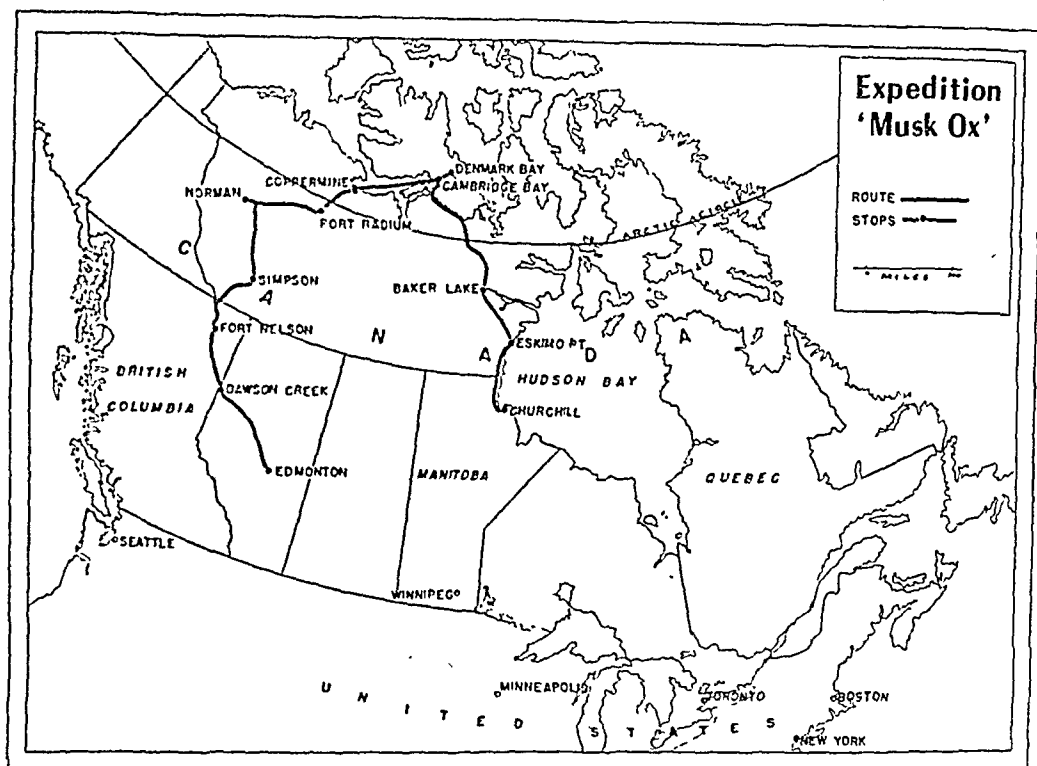 Expedition
'Musk Ox'
ROUTE
STOPS
MILES
DENMARK BAY
COPPERMINE
CAMBRIDGE BAY
NORMAN
FORT RADIUM
ARCTIC CIRCLE
C
SIMPSON
BAKER LAKE
A
FORT NELSON
N
A
ESKIMO PT.
D
A
BRITISH
COLUMBIA
DAWSON CREEK
HUDSON BAY
CHURCHILL
EDMONTON
MANITOBA
QUEBEC
SEATTLE
WINNIPEG
MINNEAPOLIS
TORONTO
BOSTON
UNITED STATES
NEW YORK